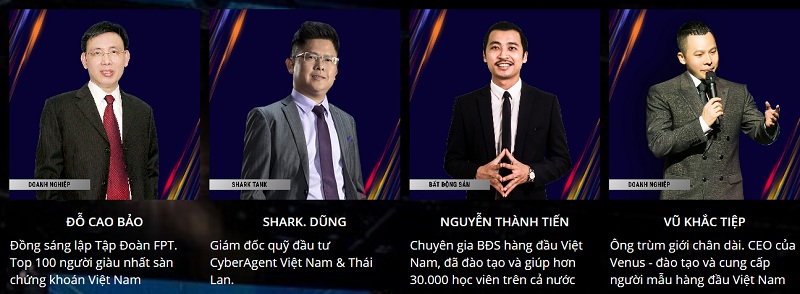 DOANH NGHIỆP
SHARK TANK
BẤT ĐỘNG SẢN
DOANH NGHIỆP
ĐỖ CAO BẢO
Đồng sáng lập Tập Đoàn FPT.
Top 100 người giàu nhất sàn
chứng khoán Việt Nam
SHARK. DŨNG
Giám đốc quỹ đầu tư
CyberAgent Việt Nam & Thái
Lan.
NGUYỄN THÀNH TIẾN
Chuyên gia BĐS hàng đầu Việt
Nam, đã đào tạo và giúp hơn
30.000 học viên trên cả nước
VŨ KHẮC TIỆP
Ông trùm giới chân dài. CEO của
Venus - đào tạo và cung cấp
người mẫu hàng đầu Việt Nam